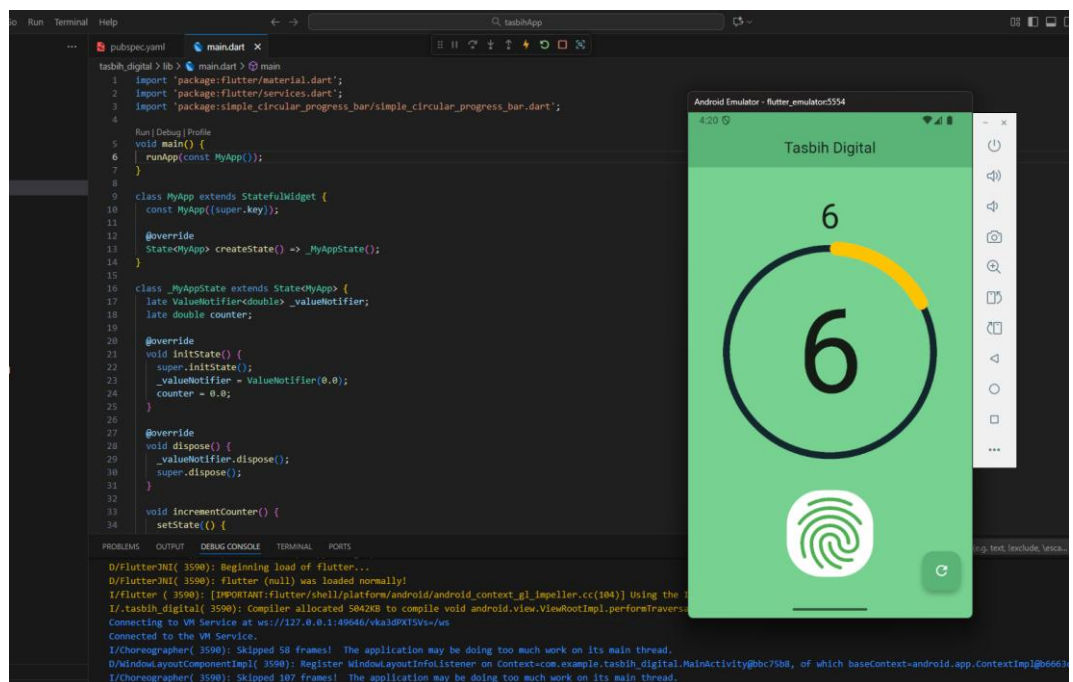 Run Terminal Help
tasbihApp
pubspec.yaml main.dart
tasbih_digital > lib > main.dart > main
1 import 'package:flutter/material.dart';
2 import 'package:flutter/services.dart';
3 import 'package:simple_circular_progress_bar/simple_circular_progress_bar.dart';
4
Run | Debug | Profile
5 void main() {
6 runApp(const MyApp());
7 }
8
9 class MyApp extends StatefulWidget {
10 const MyApp({super.key});
11
12 @override
13 State<MyApp> createState() => _MyAppState();
14 }
15
16 class _MyAppState extends State<MyApp> {
17 late ValueNotifier<double> _valueNotifier;
18 late double counter;
19
20 @override
21 void initState() {
22 super.initState();
23 _valueNotifier = ValueNotifier(0.0);
24 counter = 0.0;
25 }
26
27 @override
28 void dispose() {
29 _valueNotifier.dispose();
30 super.dispose();
31 }
32
33 void incrementCounter() {
34 setState(() {
PROBLEMS OUTPUT DEBUG CONSOLE TERMINAL PORTS
e.g. text, !exclude, \esca...
D/FlutterJNI( 3590): Beginning load of flutter...
D/FlutterJNI( 3590): flutter (null) was loaded normally!
I/flutter ( 3590): [IMPORTANT:flutter/shell/platform/android/android_context_gl_impeller.cc(104)] Using the
I/.tasbih_digital( 3590): Compiler allocated 5042KB to compile void android.view.ViewRootImpl.performTraversa
Connecting to VM Service at ws://127.0.0.1:49646/vka3dPXTSVs=/ws
Connected to the VM Service.
I/Choreographer( 3590): Skipped 58 frames! The application may be doing too much work on its main thread.
D/WindowLayoutComponentImpl( 3590): Register WindowLayoutInfoListener on Context=com.example.tasbih_digital.MainActivity@bbc75b8, of which baseContext=android.app.ContextImpl@b6663
I/Choreographer( 3590): Skipped 107 frames! The application may be doing too much work on its main thread.
Android Emulator - flutter_emulator:5554
4:20
Tasbih Digital
6
6